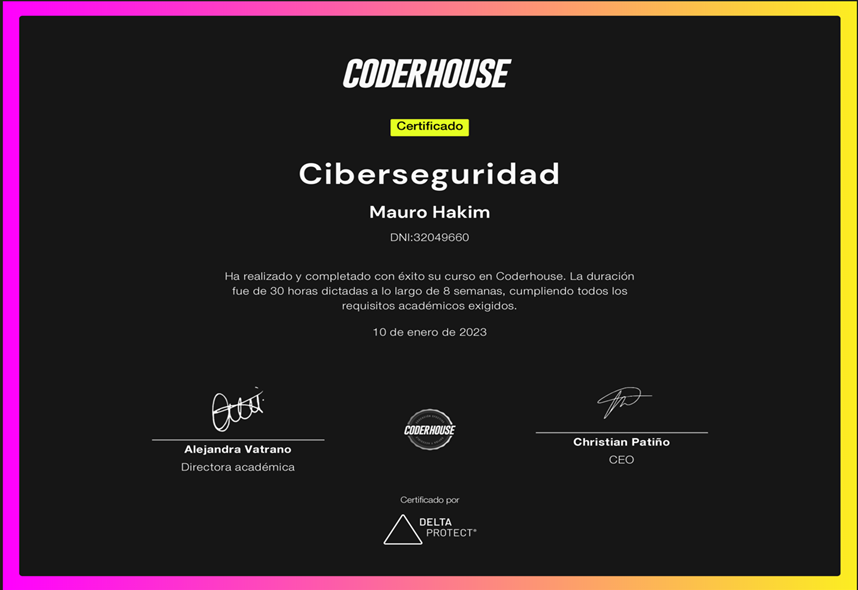 CODERHOUSE
Certificado
Ciberseguridad
Mauro Hakim
DNI:32049660
Ha realizado y completado con éxito su curso en Coderhouse. La duración
fue de 30 horas dictadas a lo largo de 8 semanas, cumpliendo todos los
requisitos académicos exigidos.
10 de enero de 2023
Alejandra Vatrano
Directora académica
CODERHOUSE
Christian Patiño
CEO
Certificado por
DELTA
PROTECT®